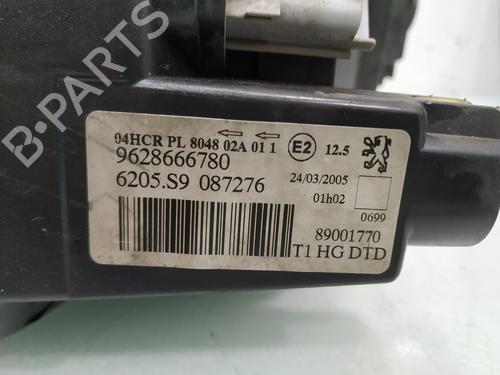 B-PARTS
04HCR PL 8048 02A 01 1 E2 12.5
9628666780
6205.S9 087276
24/03/2005
01h02
0699
89001770
T1 HG DTD